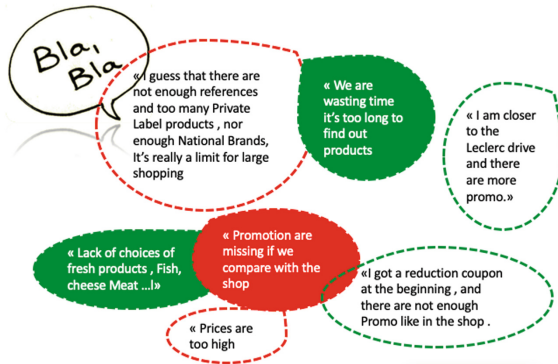 Bla,
Bla
« I guess that there are
not enough references
and too many Private
Label products , nor
enough National Brands,
It's really a limit for large
shopping
« We are
wasting time
it's too long to
find out
products
« I am closer
to the
Leclerc drive
and there
are more
promo.»
« Lack of choices of
fresh products , Fish,
cheese Meat ...l»
« Promotion are
missing if we
compare with the
shop
«I got a reduction coupon
at the beginning , and
there are not enough
Promo like in the shop .
« Prices are
too high